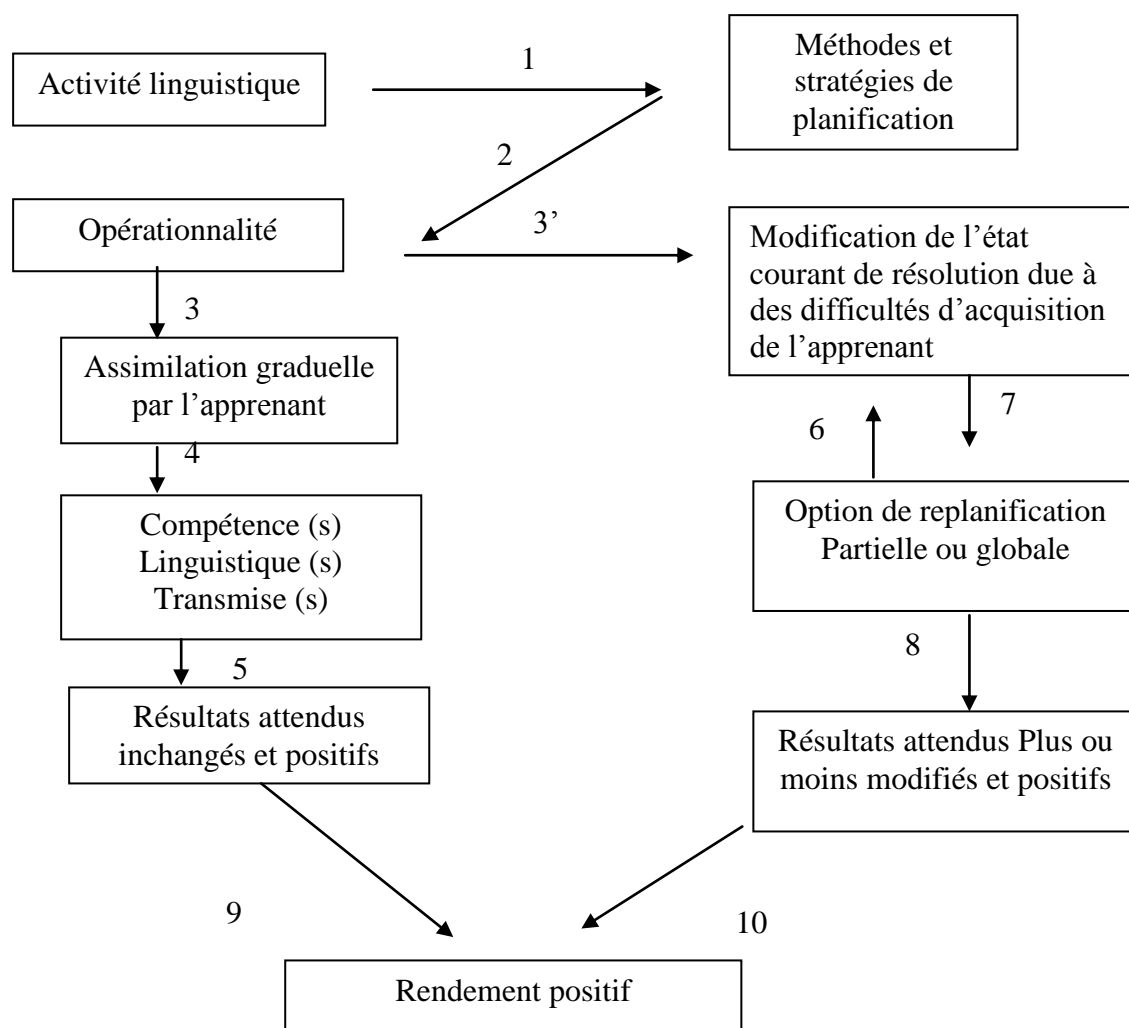 Activité linguistique
1
Méthodes et
stratégies de
planification
2
Opérationnalité
3’
Modification de l’état
courant de résolution due à
des difficultés d’acquisition
de l’apprenant
3
Assimilation graduelle
par l’apprenant
4
6
7
Compétence (s)
Linguistique (s)
Transmise (s)
Option de replanification
Partielle ou globale
5
8
Résultats attendus
inchangés et positifs
Résultats attendus Plus ou
moins modifiés et positifs
9
10
Rendement positif